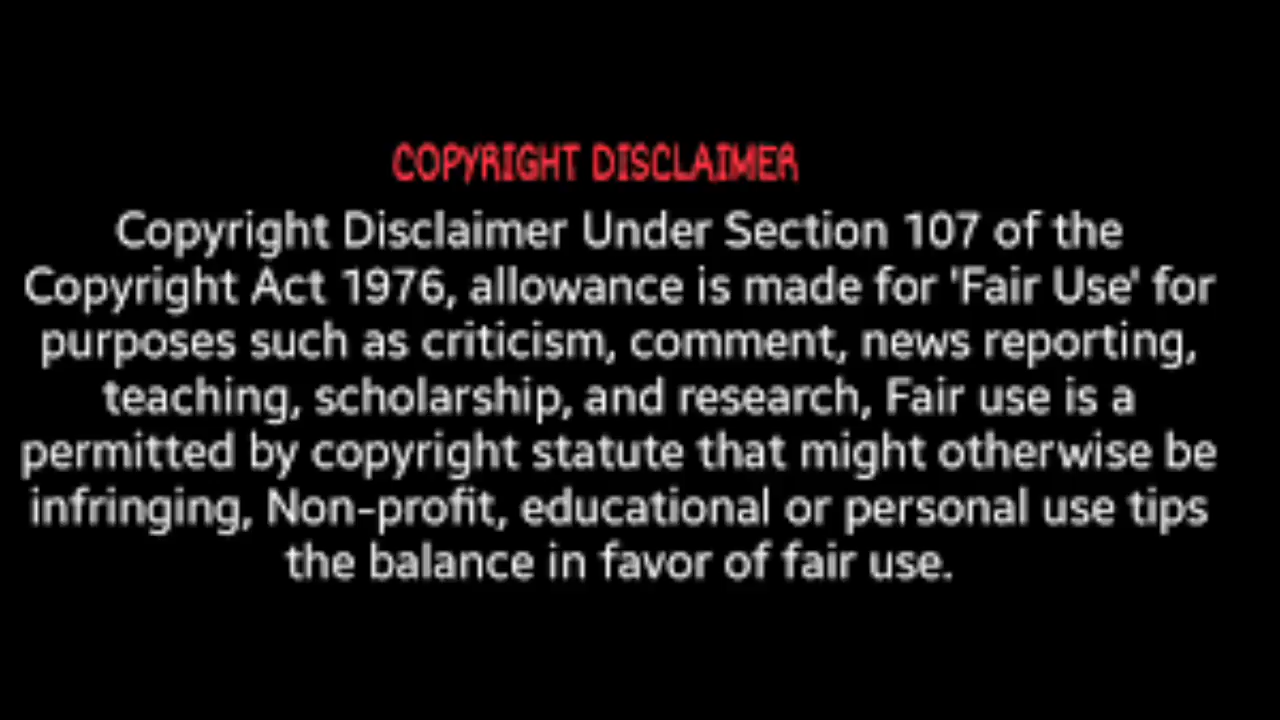 COPYRIGHT DISCLAIMER
Copyright Disclaimer Under Section 107 of the
Copyright Act 1976, allowance is made for 'Fair Use' for
purposes such as criticism, comment, news reporting,
teaching, scholarship, and research, Fair use is a
permitted by copyright statute that might otherwise be
infringing, Non-profit, educational or personal use tips
the balance in favor of fair use.